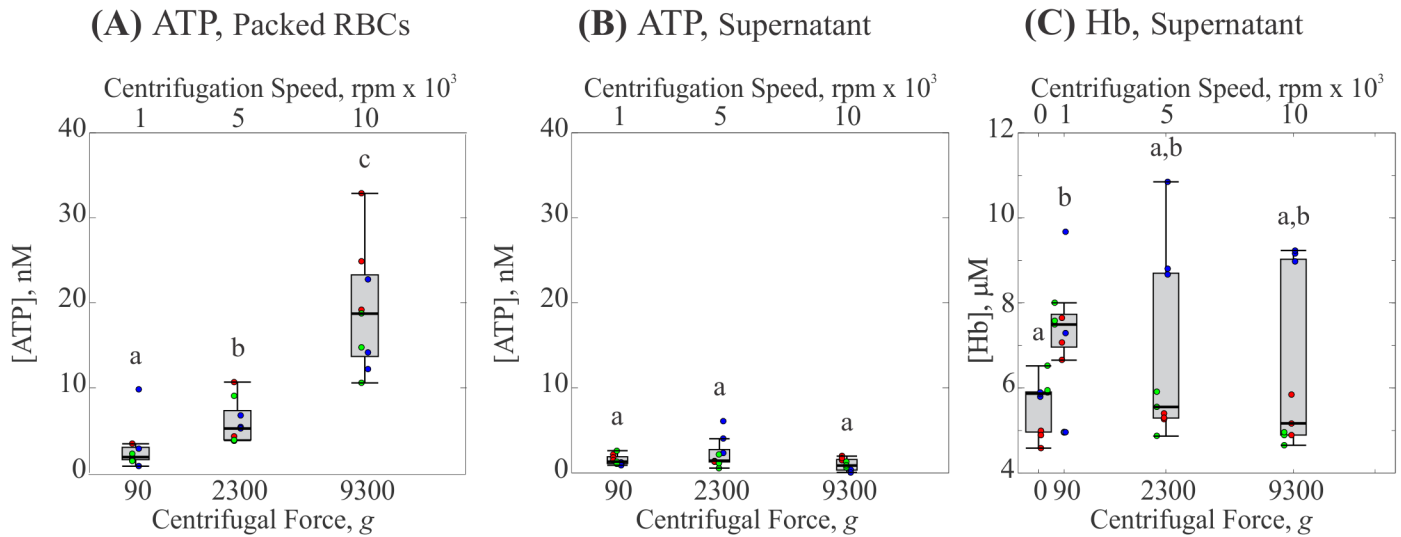 (A) ATP, Packed RBCs
Centrifugation Speed, rpm x 10³
1 5 10
40
30
20
10
0
[ATP], nM
a
b
c
90 2300 9300
Centrifugal Force, g
(B) ATP, Supernatant
Centrifugation Speed, rpm x 10³
1 5 10
40
30
20
10
0
[ATP], nM
a
a
a
90 2300 9300
Centrifugal Force, g
(C) Hb, Supernatant
Centrifugation Speed, rpm x 10³
0 1 5 10
12
10
8
6
4
[Hb], μM
a
b
a,b
a,b
0 90 2300 9300
Centrifugal Force, g